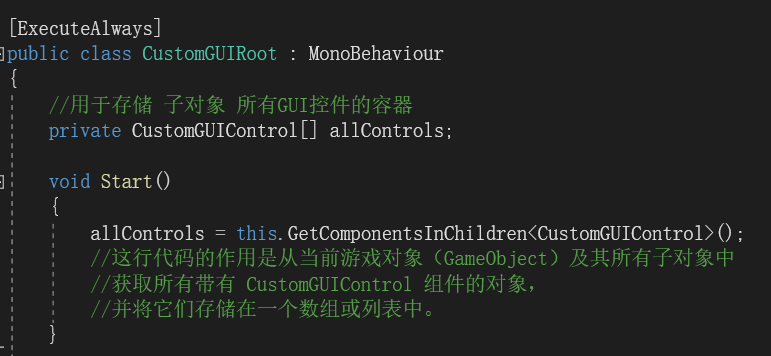 [ExecuteAlways]
public class CustomGUIRoot : MonoBehaviour
{
//用于存储 子对象 所有GUI控件的容器
private CustomGUIControl[] allControls;
void Start()
{
allControls = this.GetComponentsInChildren<CustomGUIControl>();
//这行代码的作用是从当前游戏对象（GameObject）及其所有子对象中
//获取所有带有 CustomGUIControl 组件的对象，
//并将它们存储在一个数组或列表中。
}